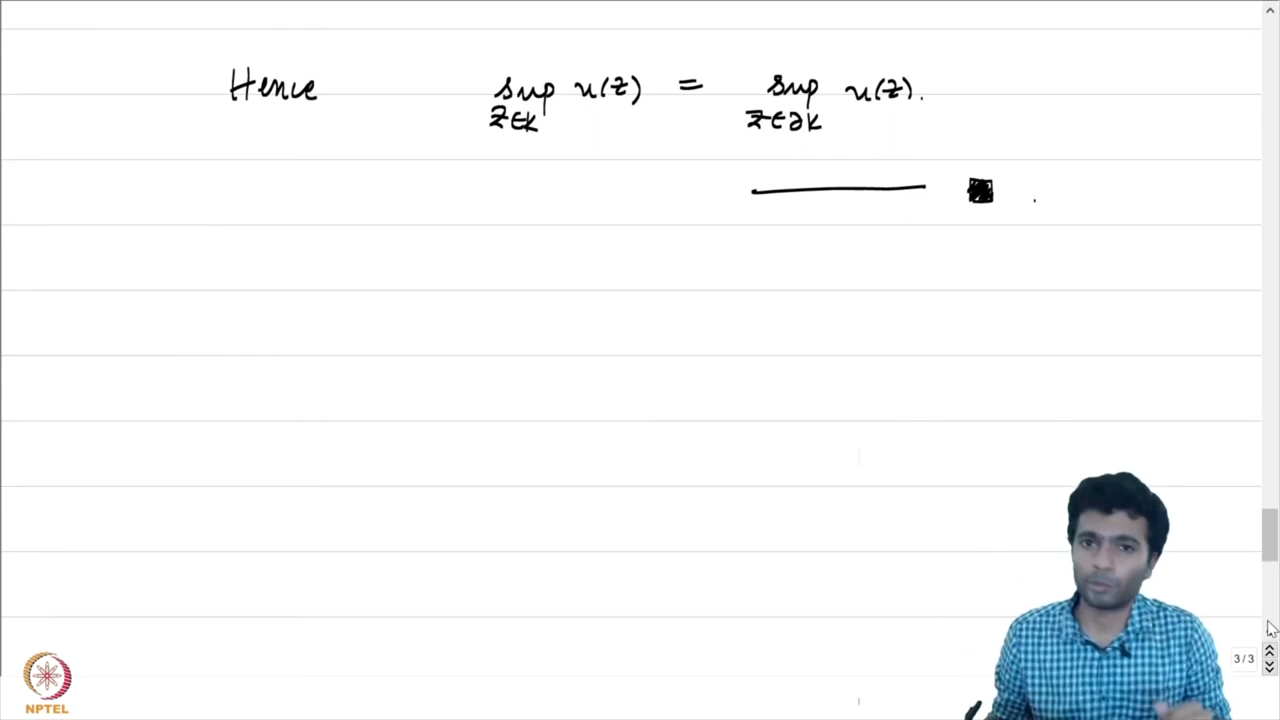 Hence sup u(z) = sup u(z).
z∈K z∈∂K
3/3
NPTEL